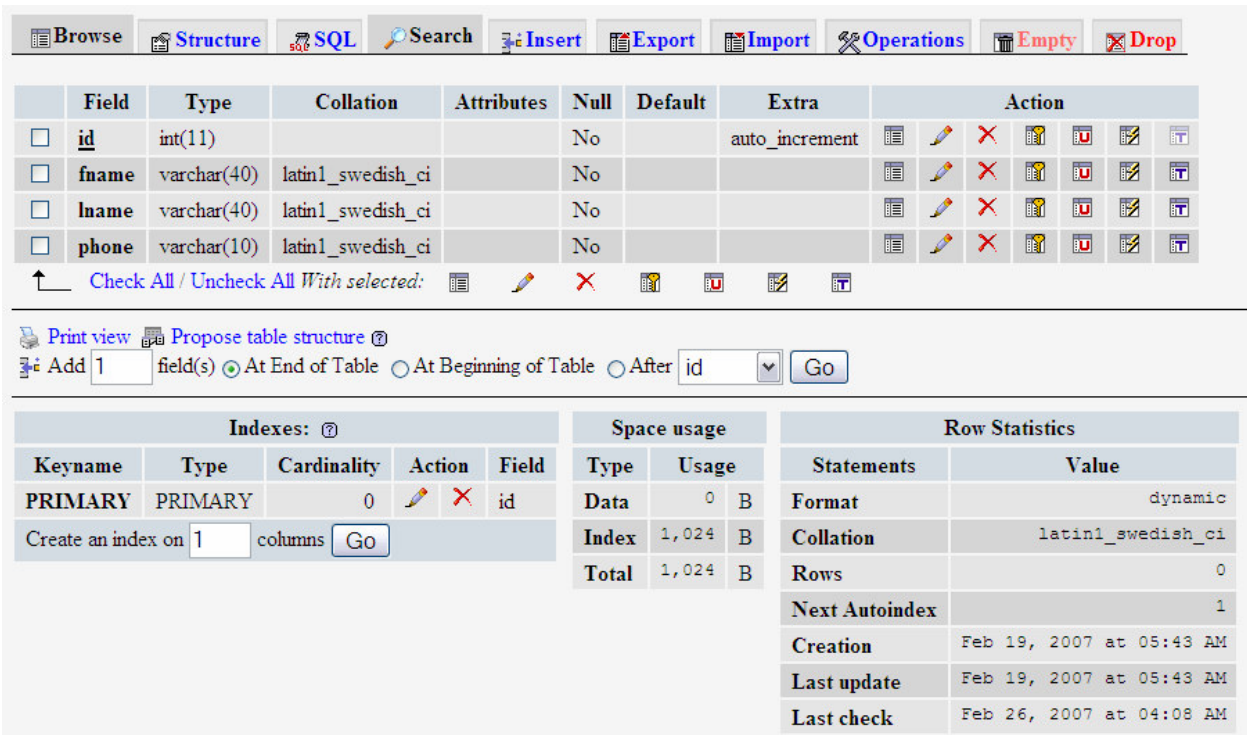 Browse Structure SQL Search Insert Export Import Operations Empty Drop
Field Type Collation Attributes Null Default Extra Action
id int(11) No auto_increment
fname varchar(40) latin1_swedish_ci No
lname varchar(40) latin1_swedish_ci No
phone varchar(10) latin1_swedish_ci No
Check All / Uncheck All With selected:
Print view Propose table structure
Add 1 field(s) At End of Table At Beginning of Table After id Go
Indexes:
Keyname Type Cardinality Action Field
PRIMARY PRIMARY 0 id
Create an index on 1 columns Go
Space usage
Type Usage
Data 0 B
Index 1,024 B
Total 1,024 B
Row Statistics
Statements Value
Format dynamic
Collation latin1_swedish_ci
Rows 0
Next Autoindex 1
Creation Feb 19, 2007 at 05:43 AM
Last update Feb 19, 2007 at 05:43 AM
Last check Feb 26, 2007 at 04:08 AM